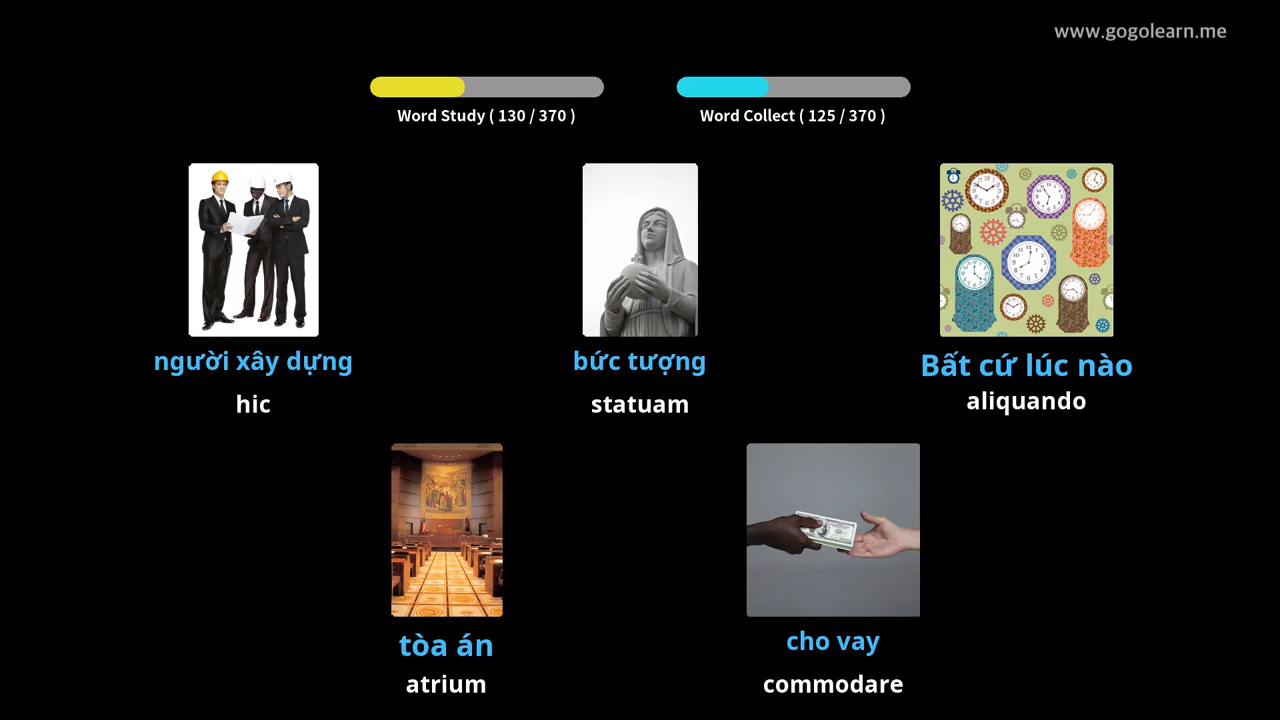 www.gogolearn.me
Word Study ( 130 / 370 )
Word Collect ( 125 / 370 )
người xây dựng
hic
bức tượng
statuam
Bất cứ lúc nào
aliquando
tòa án
atrium
cho vay
commodare